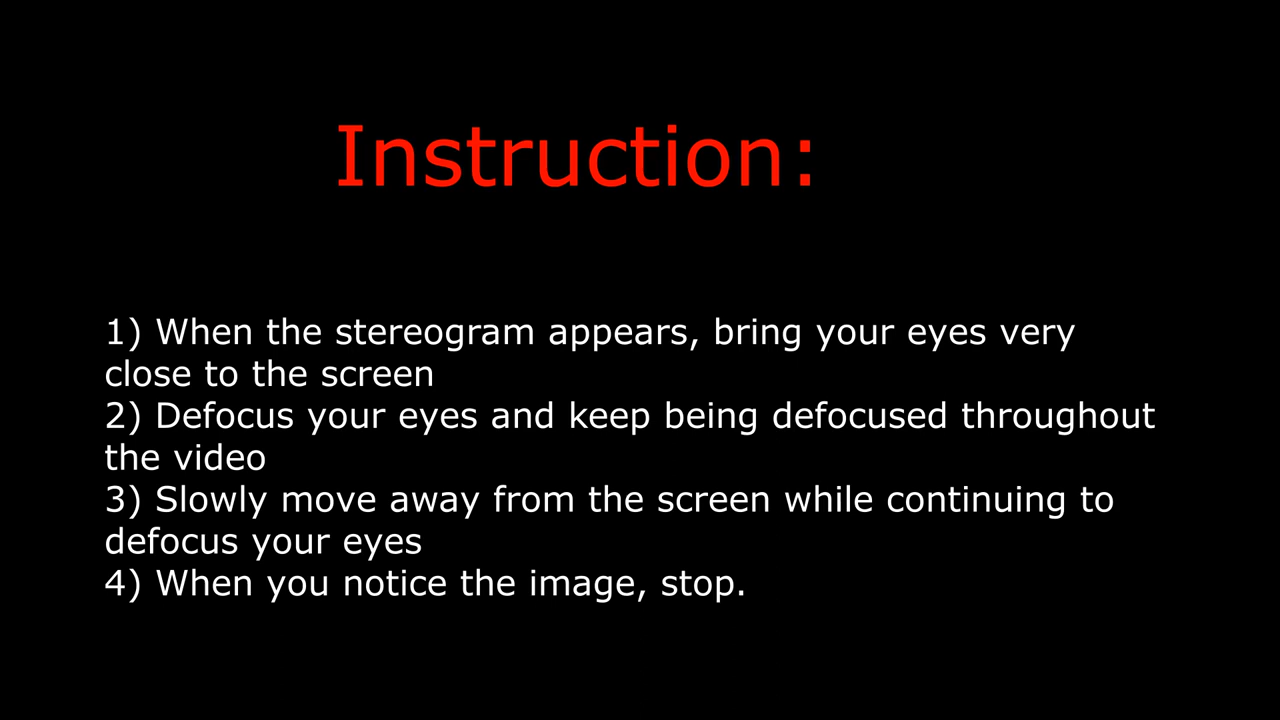 Instruction:
1) When the stereogram appears, bring your eyes very
close to the screen
2) Defocus your eyes and keep being defocused throughout
the video
3) Slowly move away from the screen while continuing to
defocus your eyes
4) When you notice the image, stop.